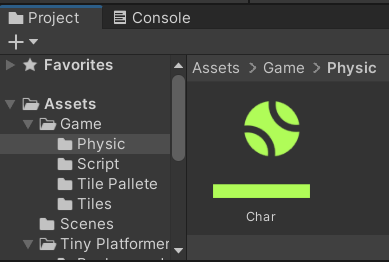 Project
Console
Favorites
Assets > Game > Physic
Assets
Game
Physic
Script
Tile Pallete
Tiles
Scenes
Tiny Platformer
Char